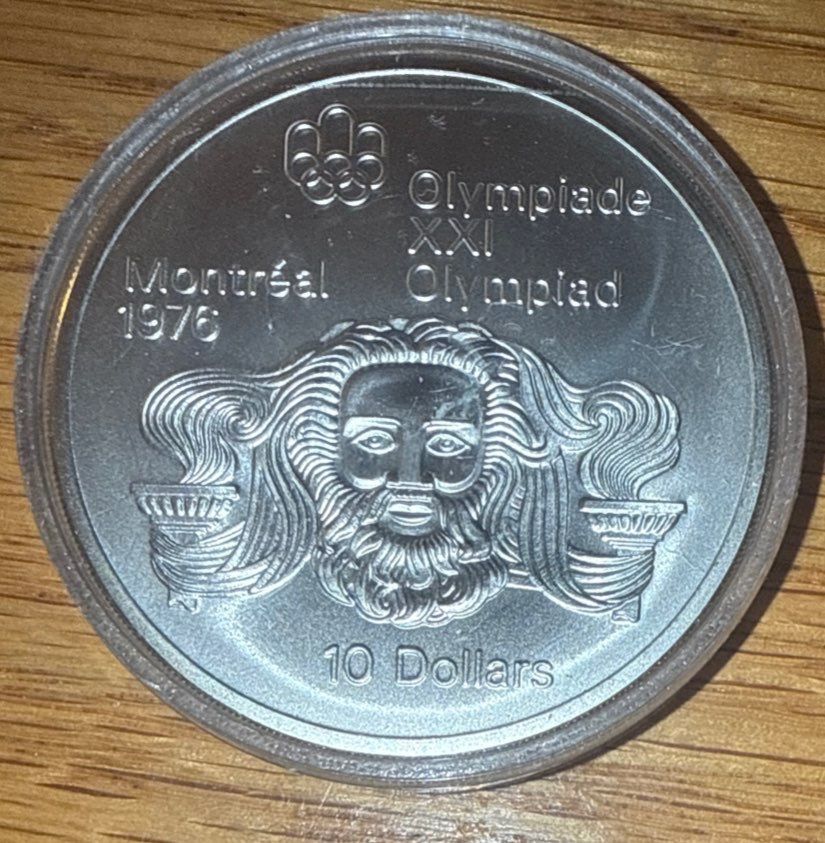 Olympiade
XXI
Olympiad
Montréal
1976
10 Dollars